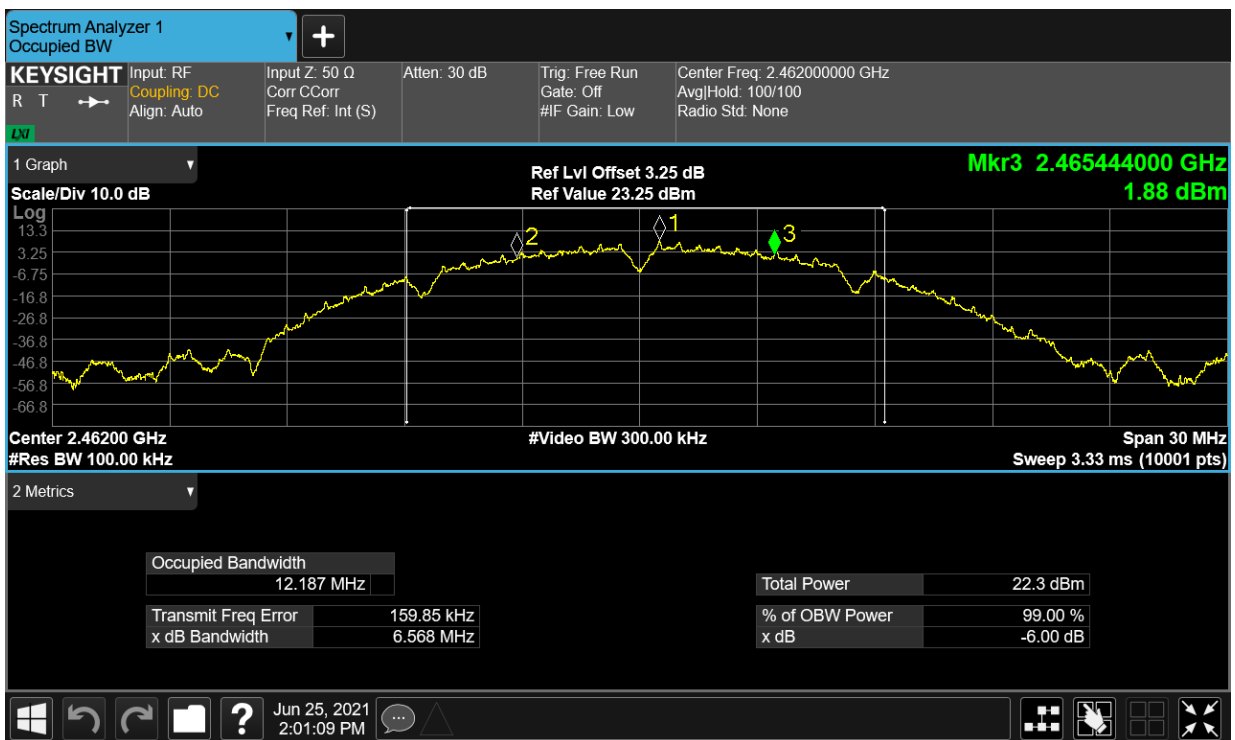 Spectrum Analyzer 1
Occupied BW
KEYSIGHT
R T
LXI
Input: RF
Coupling: DC
Align: Auto
Input Z: 50 Ω
Corr CCorr
Freq Ref: Int (S)
Atten: 30 dB
Trig: Free Run
Gate: Off
#IF Gain: Low
Center Freq: 2.462000000 GHz
Avg|Hold: 100/100
Radio Std: None
1 Graph
Scale/Div 10.0 dB
Ref Lvl Offset 3.25 dB
Ref Value 23.25 dBm
Mkr3 2.465444000 GHz
1.88 dBm
Log
13.3
3.25
-6.75
-16.8
-26.8
-36.8
-46.8
-56.8
-66.8
2
1
3
Center 2.46200 GHz
#Res BW 100.00 kHz
#Video BW 300.00 kHz
Span 30 MHz
Sweep 3.33 ms (10001 pts)
2 Metrics
Occupied Bandwidth
12.187 MHz
Transmit Freq Error 159.85 kHz
x dB Bandwidth 6.568 MHz
Total Power 22.3 dBm
% of OBW Power 99.00 %
x dB -6.00 dB
?
Jun 25, 2021
2:01:09 PM